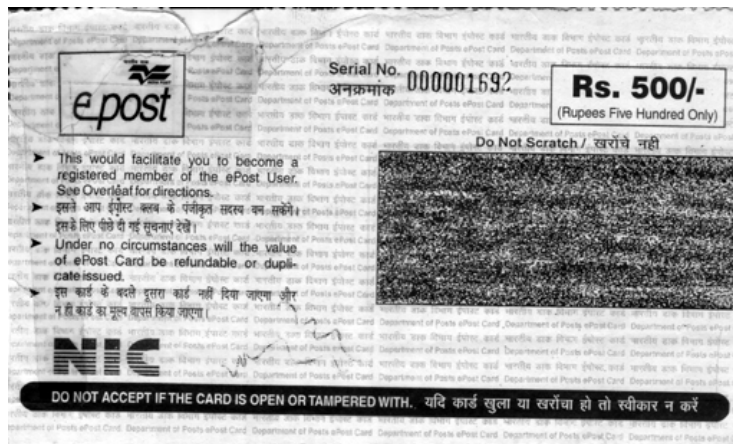 epost
Serial No. 000001692
अनक्रमांक
Rs. 500/-
(Rupees Five Hundred Only)
Do Not Scratch / खरोंचे नही
➤ This would facilitate you to become a
registered member of the ePost User.
See Overleaf for directions.
➤ इससे आप ईपोस्ट क्लब के पंजीकृत सदस्य बन सकेंगे।
इसके लिए पीछे दी गई सूचनाएं देखें।
➤ Under no circumstances will the value
of ePost Card be refundable or dupli-
cate issued.
➤ इस कार्ड के बदले दूसरा कार्ड नहीं दिया जाएगा और
न ही कार्ड का मूल्य वापस किया जाएगा।
NIC
DO NOT ACCEPT IF THE CARD IS OPEN OR TAMPERED WITH. यदि कार्ड खुला या खरोंचा हो तो स्वीकार न करें